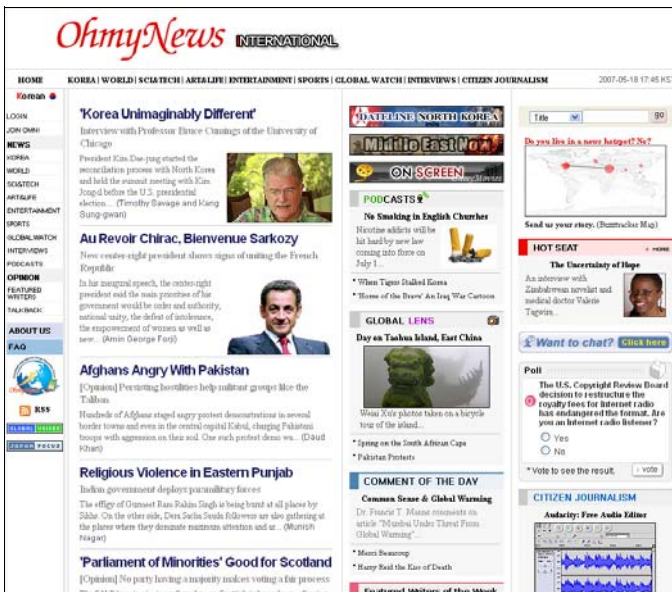 OhmyNews INTERNATIONAL
HOME
KOREA | WORLD | SCI&TECH | ART&LIFE | ENTERTAINMENT | SPORTS | GLOBAL WATCH | INTERVIEWS | CITIZEN JOURNALISM
2007-05-18 17:45 KST
Korean
LOGIN
JOIN OMNI
NEWS
KOREA
WORLD
SCI&TECH
ART&LIFE
ENTERTAINMENT
SPORTS
GLOBAL WATCH
INTERVIEWS
PODCASTS
OPINION
FEATURED
WRITERS
TALKBACK
ABOUT US
FAQ
RSS
GLOBAL VOICES
JAPAN FOCUS
'Korea Unimaginably Different'
Interview with Professor Bruce Cumings of the University of
Chicago
President Kim Dae-jung started the
reconciliation process with North Korea
and held the summit meeting with Kim
Jong-il before the U.S. presidential
election... (Timothy Savage and Kang
Sung-gwan)
Au Revoir Chirac, Bienvenue Sarkozy
New center-right president shows signs of uniting the French
Republic
In his inaugural speech, the center-right
president said the main priorities of his
government would be order and authority,
national unity, the defeat of intolerance,
the empowerment of women as well as
new... (Amin George Forji)
Afghans Angry With Pakistan
[Opinion] Persisting hostilities help militant groups like the
Taliban
Hundreds of Afghans staged angry protest demonstrations in several
border towns and even in the central capital Kabul, charging Pakistani
troops with aggression on their soil. One such protest demo we... (Daud
Khan)
Religious Violence in Eastern Punjab
Indian government deploys paramilitary forces
The effigy of Gurmeet Ram Rahim Singh is being burnt at all places by
Sikhs. On the other side, Dera Sacha Sauda followers are also gathering at
the places where they dominate maximum attention and ar... (Munish
Nagar)
'Parliament of Minorities' Good for Scotland
[Opinion] No party having a majority makes voting a fair process
DATELINE NORTH KOREA
Middle East Now
ON SCREEN
PODCASTS
No Smoking in English Churches
Nicotine addicts will be
hit hard by new law
coming into force on
July 1...
* When Tigers Stalked Korea
* 'Home of the Brave' An Iraq War Cartoon
GLOBAL LENS
Day on Taohua Island, East China
Wenxi Xu's photos taken on a bicycle
tour of the island...
* Spring on the South African Cape
* Pakistan Protests
COMMENT OF THE DAY
Common Sense & Global Warming
Dr. Francis T. Manns comments on
article "Mumbai Under Threat From
Global Warming"...
* Merci Beaucoup
* Harry Reid the Kiss of Death
Featured Writers of the Week
Title
go
Do you live in a news hotspot? No?
Send us your story. (Buzztracker Map)
HOT SEAT
MORE
The Uncertainty of Hope
An interview with
Zimbabwean novelist and
medical doctor Valerie
Tagwira...
Want to chat? Click here
Poll
The U.S. Copyright Review Board
decision to restructure the
royalty fees for Internet radio
has endangered the format. Are
you an Internet radio listener?
Yes
No
* Vote to see the result.
vote
CITIZEN JOURNALISM
Audacity: Free Audio Editor